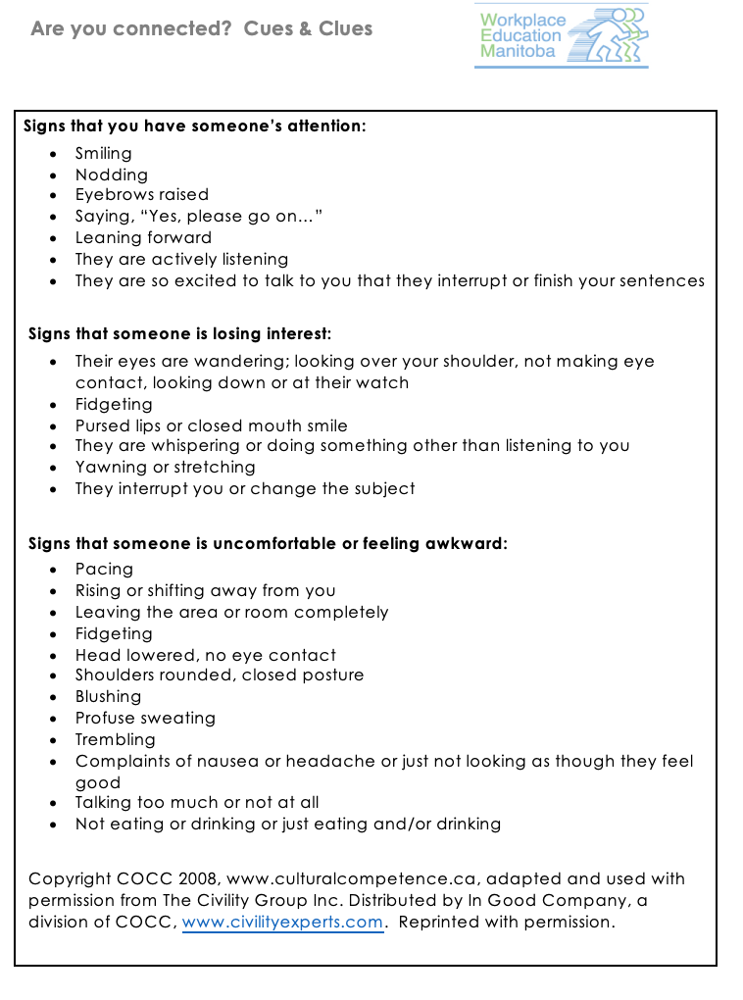 Are you connected?  Cues & Clues
Workplace
Education
Manitoba
Signs that you have someone’s attention:
• Smiling
• Nodding
• Eyebrows raised
• Saying, “Yes, please go on…”
• Leaning forward
• They are actively listening
• They are so excited to talk to you that they interrupt or finish your sentences
Signs that someone is losing interest:
• Their eyes are wandering; looking over your shoulder, not making eye
contact, looking down or at their watch
• Fidgeting
• Pursed lips or closed mouth smile
• They are whispering or doing something other than listening to you
• Yawning or stretching
• They interrupt you or change the subject
Signs that someone is uncomfortable or feeling awkward:
• Pacing
• Rising or shifting away from you
• Leaving the area or room completely
• Fidgeting
• Head lowered, no eye contact
• Shoulders rounded, closed posture
• Blushing
• Profuse sweating
• Trembling
• Complaints of nausea or headache or just not looking as though they feel
good
• Talking too much or not at all
• Not eating or drinking or just eating and/or drinking
Copyright COCC 2008, www.culturalcompetence.ca, adapted and used with
permission from The Civility Group Inc. Distributed by In Good Company, a
division of COCC, www.civilityexperts.com.  Reprinted with permission.